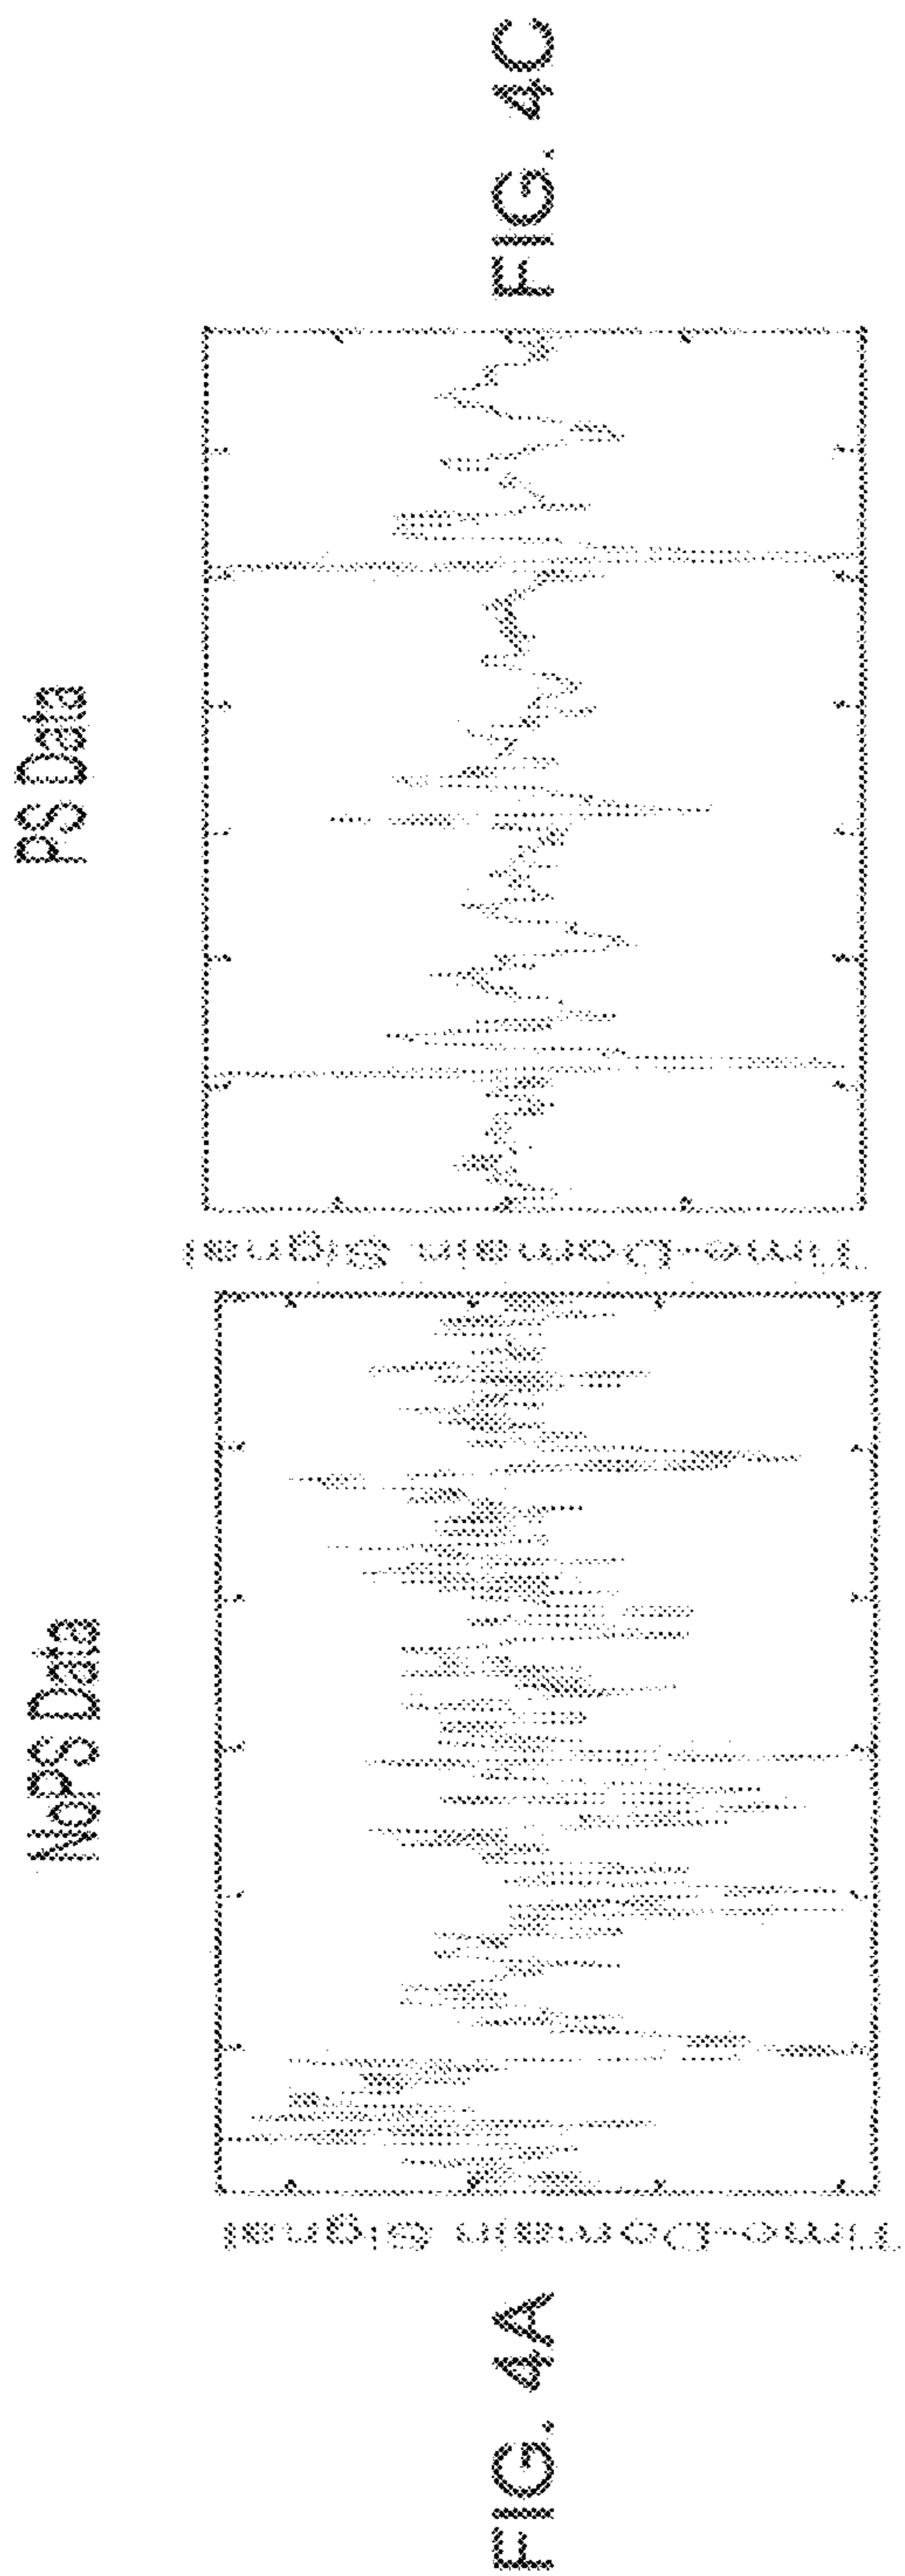 NoPS Data
PS Data
FIG. 4A
Time-Domain Signal
Time-Domain Signal
FIG. 4C